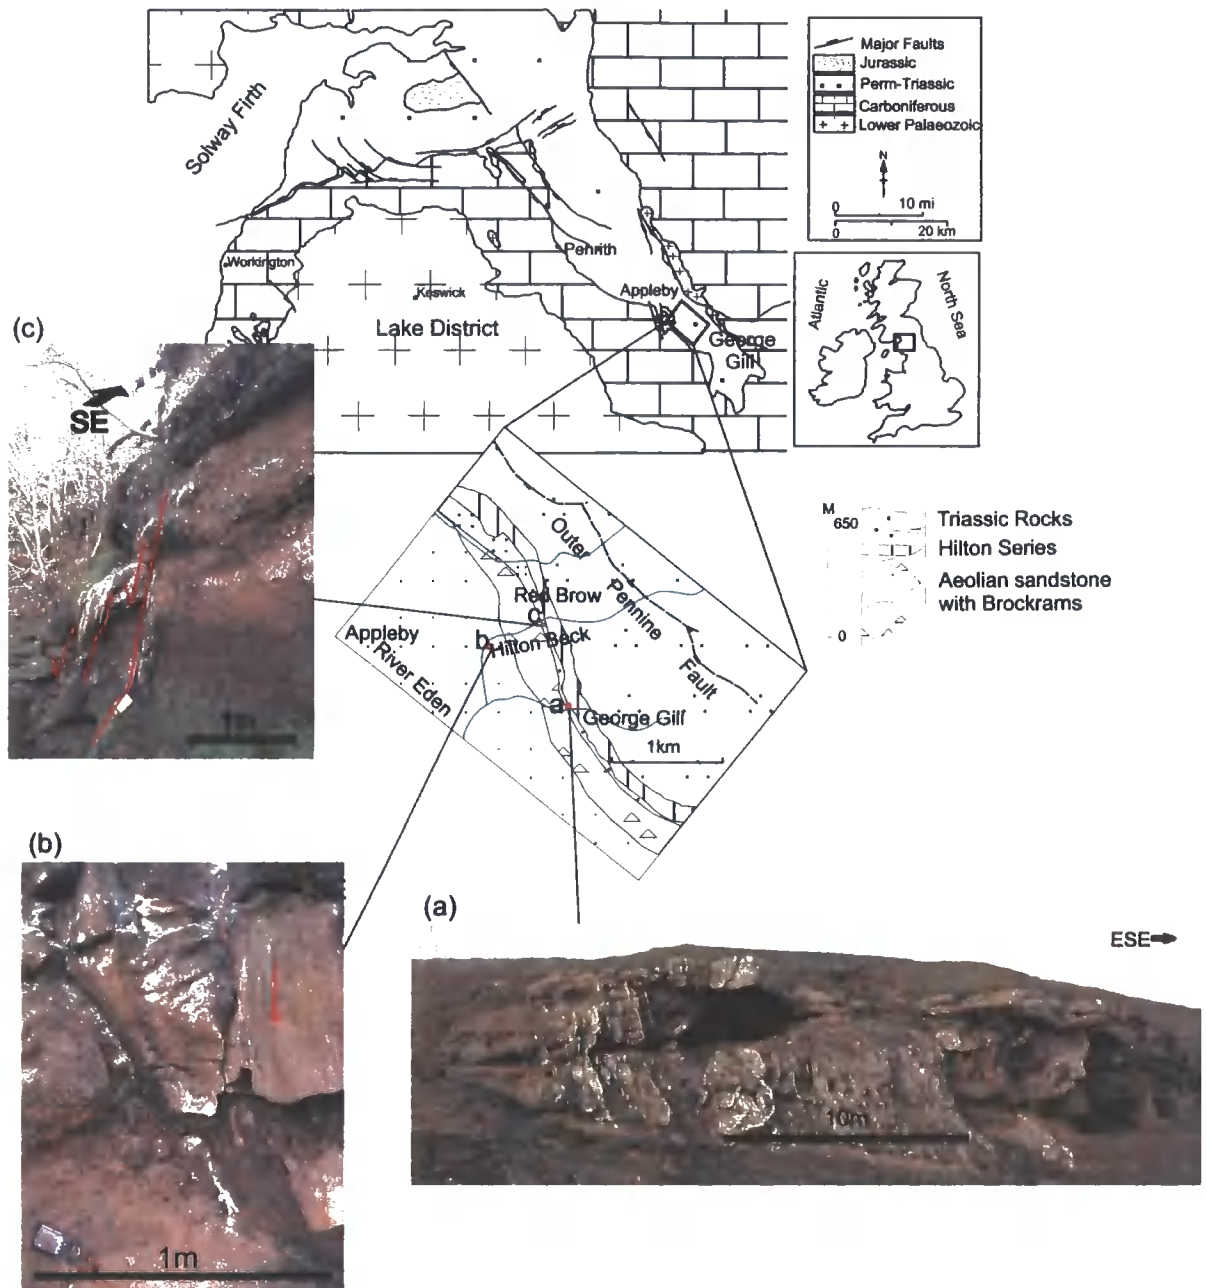 Major Faults
Jurassic
Perm-Triassic
Carboniferous
Lower Palaeozoic
N
0 10 mi
0 20 km
Solway Firth
Workington
Keswick
Lake District
Penrith
Appleby
George
Gill
Atlantic
North Sea
(c)
SE
1m
M
650
0
Triassic Rocks
Hilton Series
Aeolian sandstone
with Brockrams
Outer
Pennine
Fault
Red Brow
c
b
Hilton Beck
Appleby
River Eden
a
George Gill
1km
(b)
1m
(a)
ESE
10m